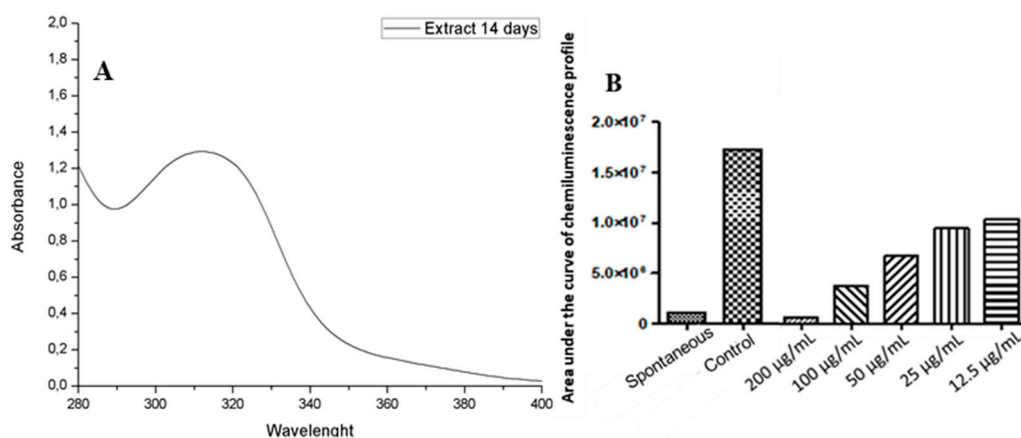 Extract 14 days
A
2,0
1,8
1,6
1,4
1,2
1,0
0,8
0,6
0,4
0,2
0,0
Absorbance
280 300 320 340 360 380 400
Wavelenght
B
Area under the curve of chemiluminescence profile
2.0×10⁷
1.5×10⁷
1.0×10⁷
5.0×10⁶
0
Spontaneous
Control
200 µg/mL
100 µg/mL
50 µg/mL
25 µg/mL
12.5 µg/mL